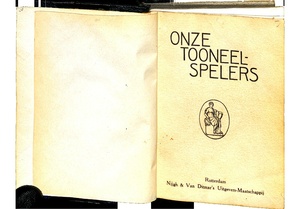 ONZE
TOONEEL-
SPELERS
Rotterdam
Nijgh & Van Ditmar's Uitgevers-Maatschappij